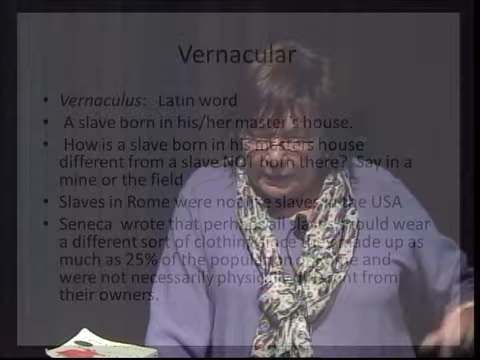 Vernacular
• Vernaculus: Latin word
• A slave born in his/her master's house.
• How is a slave born in his masters house
different from a slave NOT born there? Say in a
mine or the field
• Slaves in Rome were not like slaves in the USA
• Seneca wrote that perhaps all slaves should wear
a different sort of clothing since they made up as
much as 25% of the population of Rome and
were not necessarily physically different from
their owners.